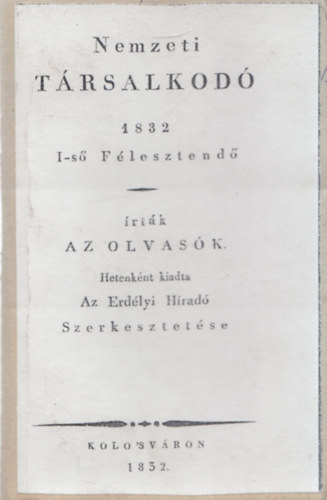 Nemzeti
TÁRSALKODÓ
1832
I-ső Félesztendő
írták
AZ OLVASÓK.
Hetenként kiadta
Az Erdélyi Híradó
Szerkesztetése
KOLO'SVÁRON
1832.